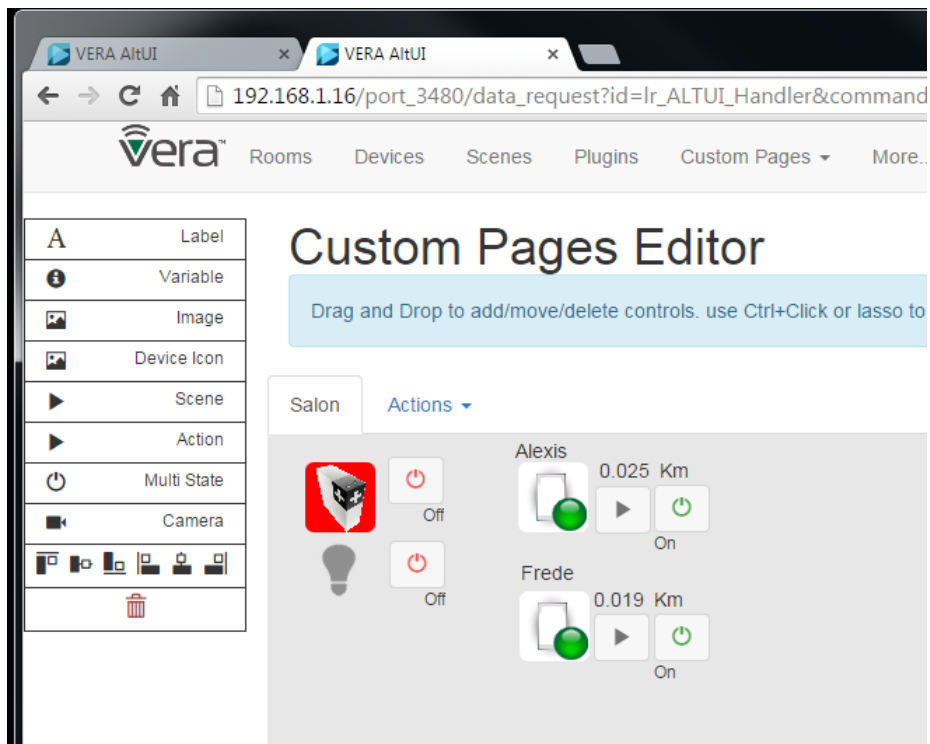 VERA AltUI
VERA AltUI
192.168.1.16/port_3480/data_request?id=lr_ALTUI_Handler&command
vera™ Rooms Devices Scenes Plugins Custom Pages More..
A Label
Variable
Image
Device Icon
Scene
Action
Multi State
Camera
Custom Pages Editor
Drag and Drop to add/move/delete controls. use Ctrl+Click or lasso to
Salon Actions
Off
Off
Alexis
0.025 Km
On
Frede
0.019 Km
On